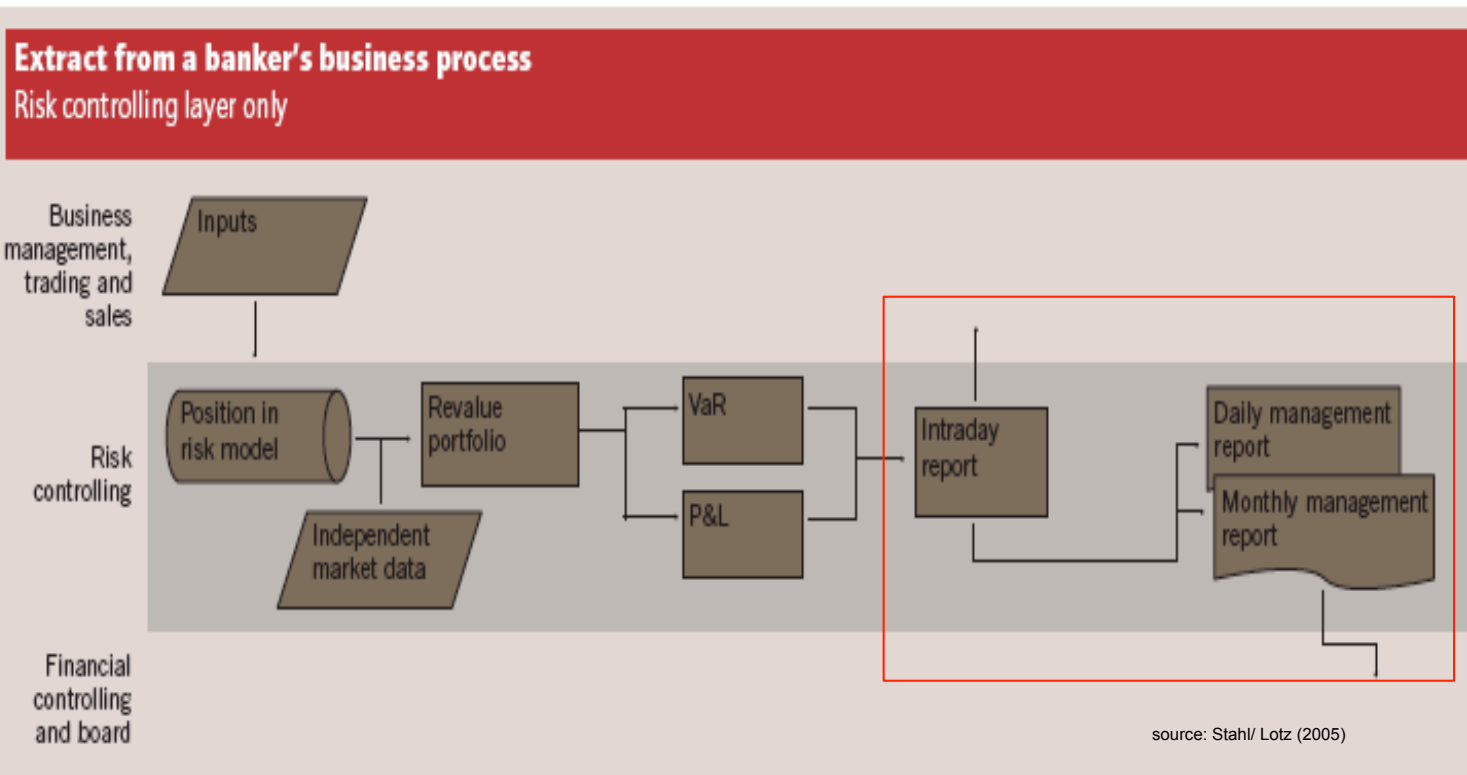 Extract from a banker's business process
Risk controlling layer only
Business
management,
trading and
sales
Inputs
Risk
controlling
Position in
risk model
Independent
market data
Revalue
portfolio
VaR
P&L
Intraday
report
Daily management
report
Monthly management
report
Financial
controlling
and board
source: Stahl/ Lotz (2005)